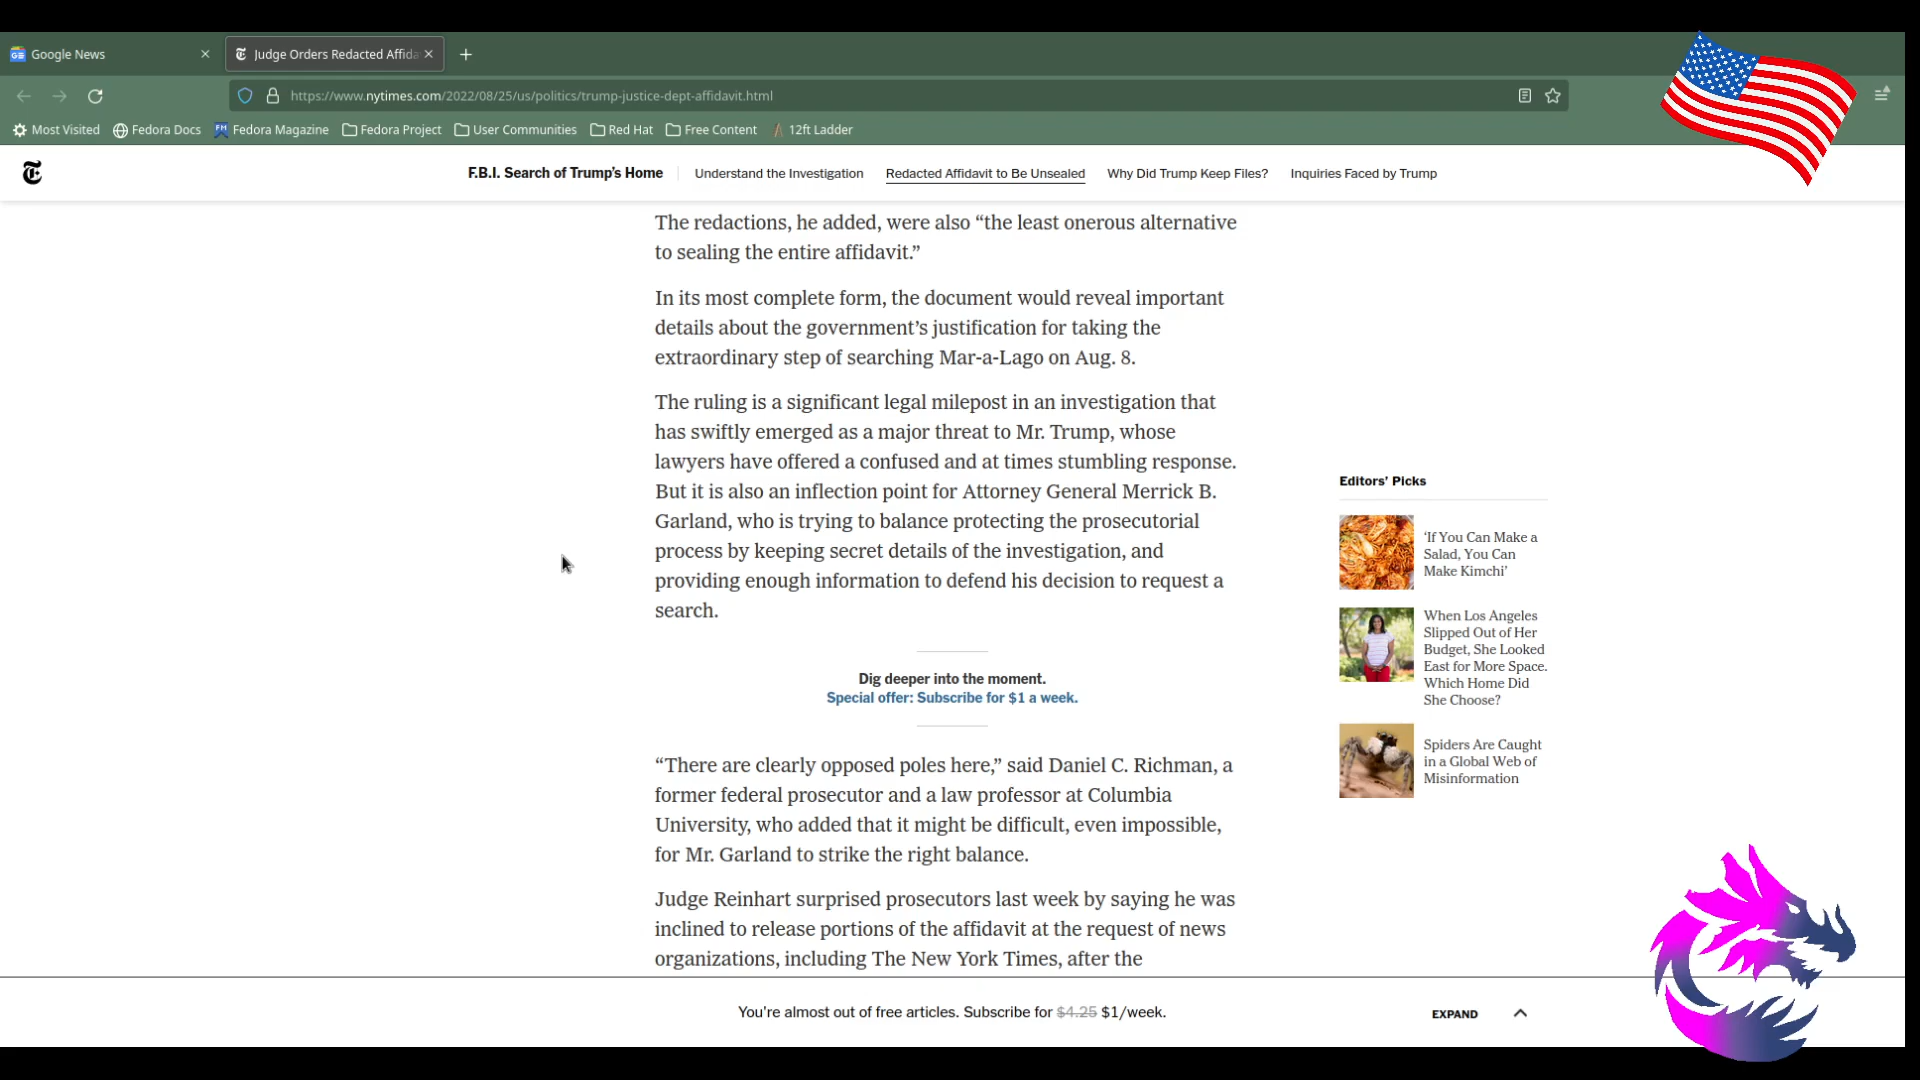 Google News
Judge Orders Redacted Affida
https://www.nytimes.com/2022/08/25/us/politics/trump-justice-dept-affidavit.html
Most Visited Fedora Docs Fedora Magazine Fedora Project User Communities Red Hat Free Content 12ft Ladder
F.B.I. Search of Trump’s Home Understand the Investigation Redacted Affidavit to Be Unsealed Why Did Trump Keep Files? Inquiries Faced by Trump
The redactions, he added, were also “the least onerous alternative
to sealing the entire affidavit.”
In its most complete form, the document would reveal important
details about the government’s justification for taking the
extraordinary step of searching Mar-a-Lago on Aug. 8.
The ruling is a significant legal milepost in an investigation that
has swiftly emerged as a major threat to Mr. Trump, whose
lawyers have offered a confused and at times stumbling response.
But it is also an inflection point for Attorney General Merrick B.
Garland, who is trying to balance protecting the prosecutorial
process by keeping secret details of the investigation, and
providing enough information to defend his decision to request a
search.
Dig deeper into the moment.
Special offer: Subscribe for $1 a week.
“There are clearly opposed poles here,” said Daniel C. Richman, a
former federal prosecutor and a law professor at Columbia
University, who added that it might be difficult, even impossible,
for Mr. Garland to strike the right balance.
Judge Reinhart surprised prosecutors last week by saying he was
inclined to release portions of the affidavit at the request of news
organizations, including The New York Times, after the
Editors’ Picks
‘If You Can Make a
Salad, You Can
Make Kimchi’
When Los Angeles
Slipped Out of Her
Budget, She Looked
East for More Space.
Which Home Did
She Choose?
Spiders Are Caught
in a Global Web of
Misinformation
You’re almost out of free articles. Subscribe for $4.25 $1/week.
EXPAND